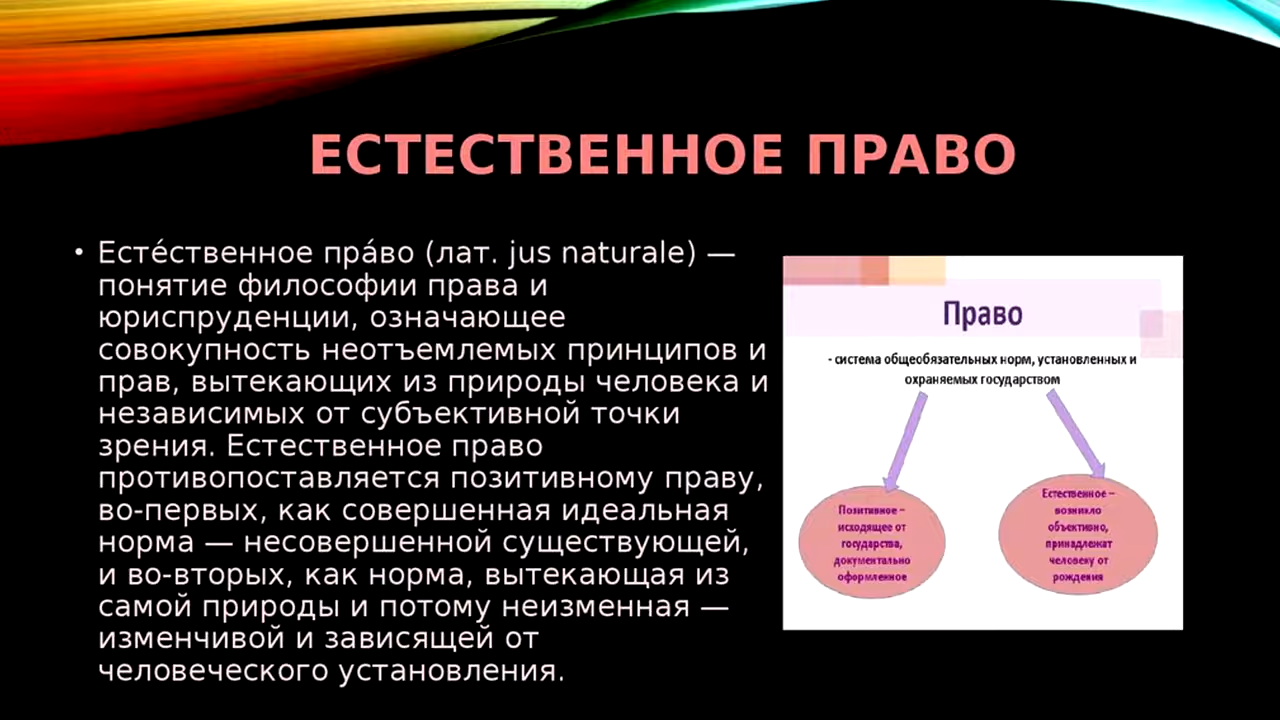 ЕСТЕСТВЕННОЕ ПРАВО
• Есте́ственное пра́во (лат. jus naturale) —
понятие философии права и
юриспруденции, означающее
совокупность неотъемлемых принципов и
прав, вытекающих из природы человека и
независимых от субъективной точки
зрения. Естественное право
противопоставляется позитивному праву,
во-первых, как совершенная идеальная
норма — несовершенной существующей,
и во-вторых, как норма, вытекающая из
самой природы и потому неизменная —
изменчивой и зависящей от
человеческого установления.
Право
- система общеобязательных норм, установленных и
охраняемых государством
Позитивное –
исходящее от
государства,
документально
оформленное
Естественное –
возникло
объективно,
принадлежат
человеку от
рождения